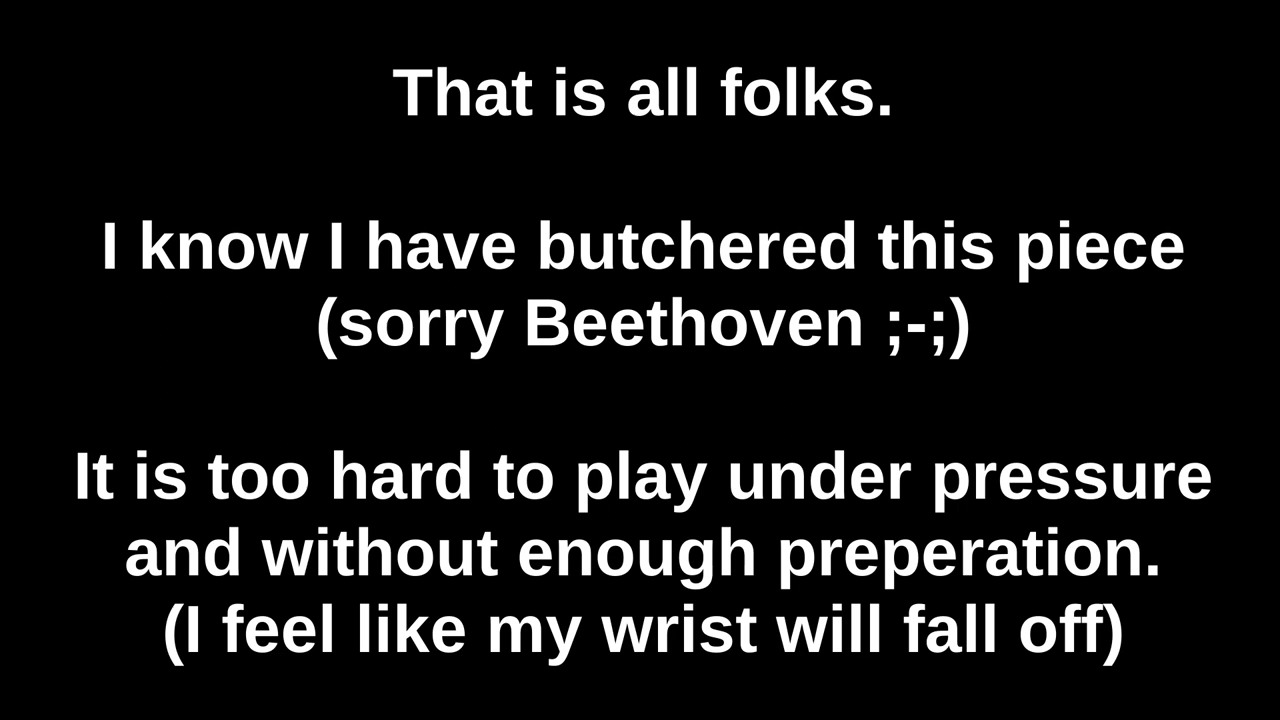 That is all folks.
I know I have butchered this piece
(sorry Beethoven ;-;)
It is too hard to play under pressure
and without enough preperation.
(I feel like my wrist will fall off)